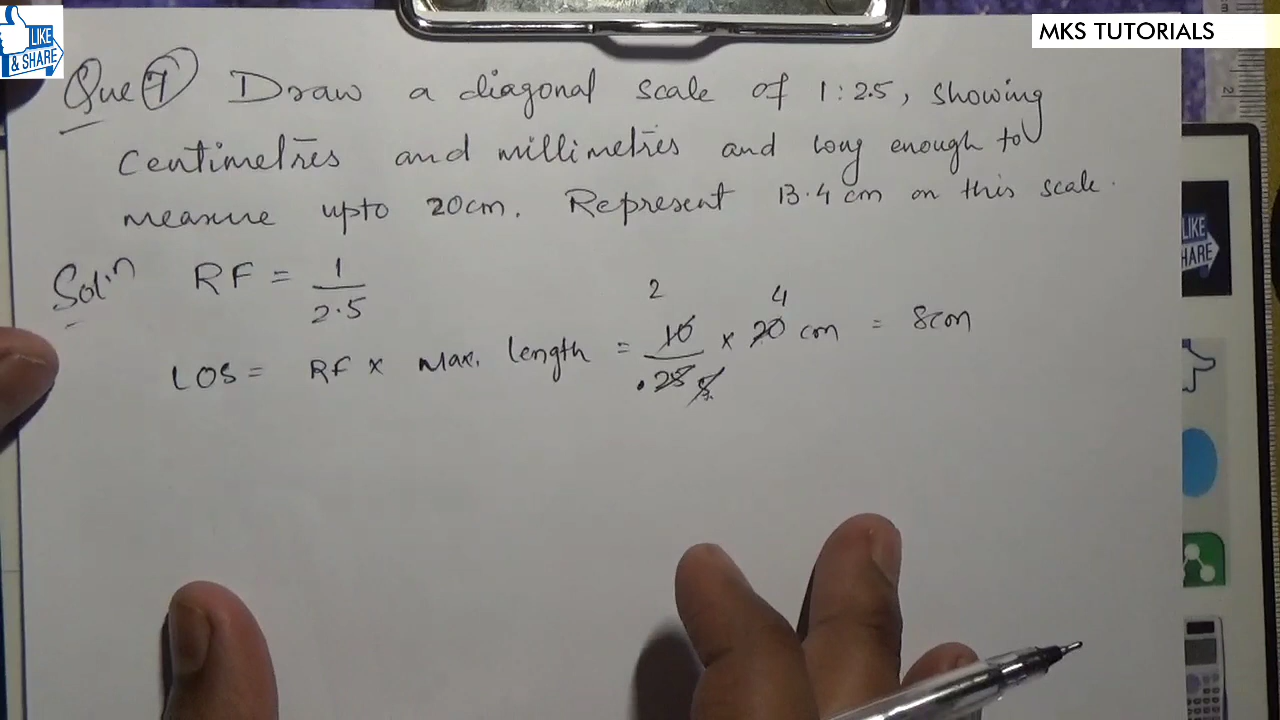 LIKE
& SHARE
MKS TUTORIALS
Que 7 Draw a diagonal scale of 1:2.5, showing
Centimetres and millimetres and long enough to
measure upto 20cm. Represent 13.4 cm on this scale.
LIKE
HARE
Sol.n RF = 1/2.5
2 4
LOS = RF x Max. length = 10/.25 5 x 20 cm = 8cm